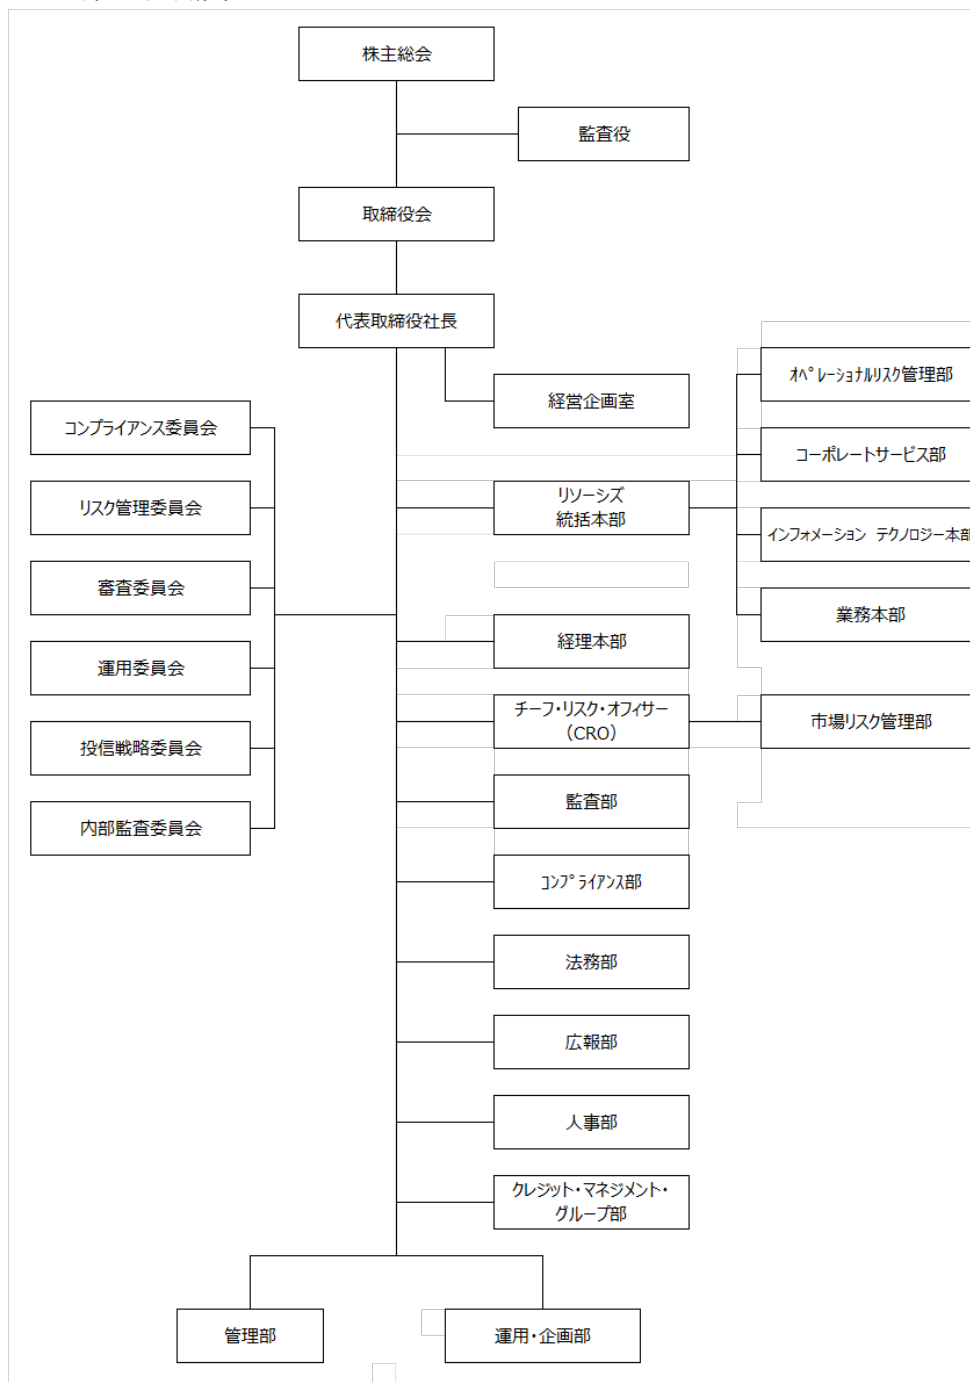 株主総会
監査役
取締役会
代表取締役社長
経営企画室
オペレーショナルリスク管理部
コーポレートサービス部
インフォメーション テクノロジー本部
業務本部
リソーシズ
統括本部
コンプライアンス委員会
リスク管理委員会
審査委員会
運用委員会
投信戦略委員会
内部監査委員会
経理本部
チーフ・リスク・オフィサー
（CRO）
市場リスク管理部
監査部
コンプライアンス部
法務部
広報部
人事部
クレジット・マネジメント・
グループ部
管理部
運用・企画部